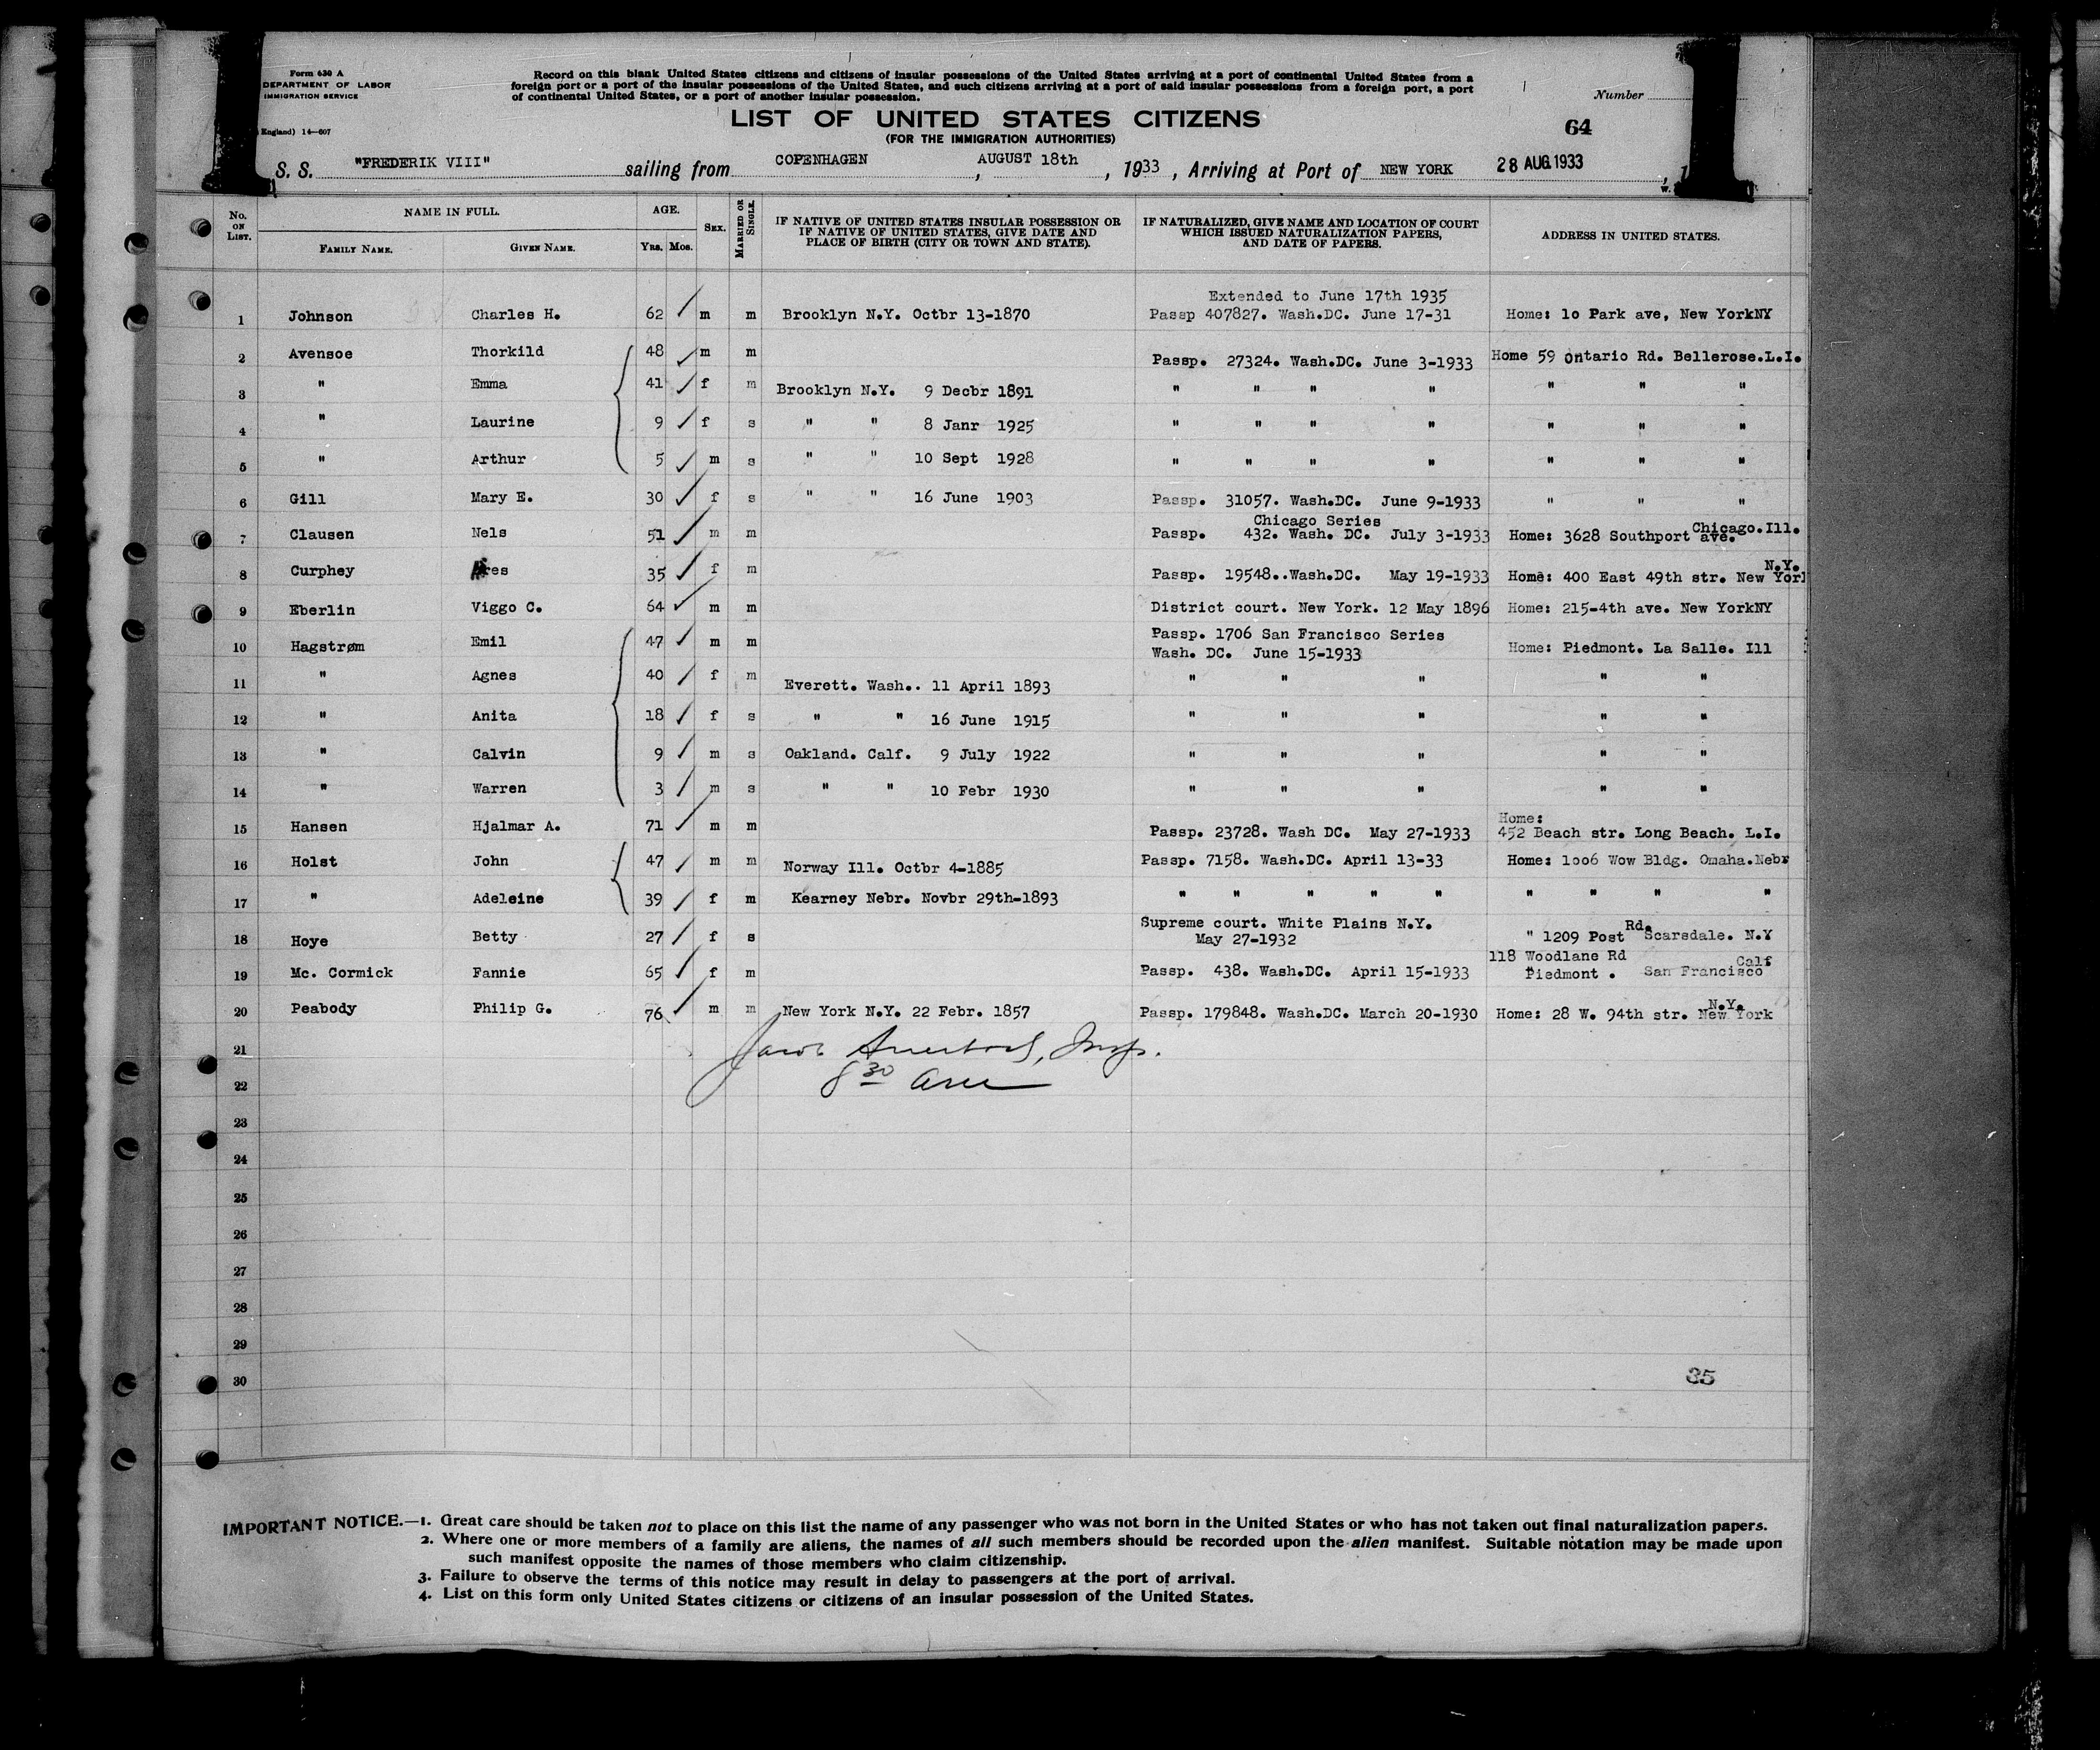 Form 630 A
DEPARTMENT OF LABOR
IMMIGRATION SERVICE
England) 14—607
Record on this blank United States citizens and citizens of insular possessions of the United States arriving at a port of continental United States from a
foreign port or a port of the insular possessions of the United States, and such citizens arriving at a port of said insular possessions from a foreign port, a port
of continental United States, or a port of another insular possession.
Number
LIST OF UNITED STATES CITIZENS
(FOR THE IMMIGRATION AUTHORITIES)
64
S. S. "FREDERIK VIII" sailing from COPENHAGEN, AUGUST 18th, 1933, Arriving at Port of NEW YORK 28 AUG 1933
No. ON LIST. NAME IN FULL. FAMILY NAME. GIVEN NAME. AGE. YRS. MOS. SEX. MARRIED OR SINGLE. IF NATIVE OF UNITED STATES INSULAR POSSESSION OR IF NATIVE OF UNITED STATES, GIVE DATE AND PLACE OF BIRTH (CITY OR TOWN AND STATE). IF NATURALIZED, GIVE NAME AND LOCATION OF COURT WHICH ISSUED NATURALIZATION PAPERS, AND DATE OF PAPERS. ADDRESS IN UNITED STATES.
Extended to June 17th 1935
1 Johnson Charles H. 62 m m Brooklyn N.Y. Octbr 13-1870 Passp 407827. Wash.DC. June 17-31 Home: 1o Park ave, New YorkNY
2 Avensoe Thorkild 48 m m Passp. 27324. Wash.DC. June 3-1933 Home 59 Ontario Rd. Bellerose.L.I.
3 " Emma 41 f m Brooklyn N.Y. 9 Decbr 1891 " " " " " " "
4 " Laurine 9 f s " " 8 Janr 1925 " " " " " " "
5 " Arthur 5 m s " " 10 Sept 1928 " " " " " " "
6 Gill Mary E. 30 f s " " 16 June 1903 Passp. 31057. Wash.DC. June 9-1933 " " "
Chicago Series Chicago.Ill.
7 Clausen Nels 51 m m Passp. 432. Wash. DC. July 3-1933 Home: 3628 Southport ave.
N.Y.
8 Curphey res 35 f m Passp. 19548..Wash.DC. May 19-1933 Home: 400 East 49th str. New York
9 Eberlin Viggo C. 64 m m District court. New York. 12 May 1896 Home: 215-4th ave. New YorkNY
10 Hagstrøm Emil 47 m m Passp. 1706 San Francisco Series Home: Piedmont. La Salle. Ill
Wash. DC. June 15-1933
11 " Agnes 40 f m Everett. Wash.. 11 April 1893 " " " " "
12 " Anita 18 f s " " 16 June 1915 " " " " "
13 " Calvin 9 m s Oakland. Calf. 9 July 1922 " " " " "
14 " Warren 3 m s " " 10 Febr 1930 " " " " "
Home:
15 Hansen Hjalmar A. 71 m m Passp. 23728. Wash DC. May 27-1933 452 Beach str. Long Beach. L.I.
16 Holst John 47 m m Norway Ill. Octbr 4-1885 Passp. 7158. Wash.DC. April 13-33 Home: 1oo6 Wow Bldg. Omaha.Nebr
17 " Adeleine 39 f m Kearney Nebr. Novbr 29th-1893 " " " " " " " " "
Supreme court. White Plains N.Y. Rd.
18 Hoye Betty 27 f s May 27-1932 " 1209 Post Scarsdale. N.Y
118 Woodlane Rd Calf
19 Mc. Cormick Fannie 65 f m Passp. 438. Wash.DC. April 15-1933 Piedmont . San Francisco
N.Y.
20 Peabody Philip G. 76 m m New York N.Y. 22 Febr. 1857 Passp. 179848. Wash.DC. March 20-1930 Home: 28 W. 94th str. New York
21
Insp.
22
8 30
23
24
25
26
27
28
29
30
35
IMPORTANT NOTICE.—1. Great care should be taken not to place on this list the name of any passenger who was not born in the United States or who has not taken out final naturalization papers.
2. Where one or more members of a family are aliens, the names of all such members should be recorded upon the alien manifest. Suitable notation may be made upon
such manifest opposite the names of those members who claim citizenship.
3. Failure to observe the terms of this notice may result in delay to passengers at the port of arrival.
4. List on this form only United States citizens or citizens of an insular possession of the United States.